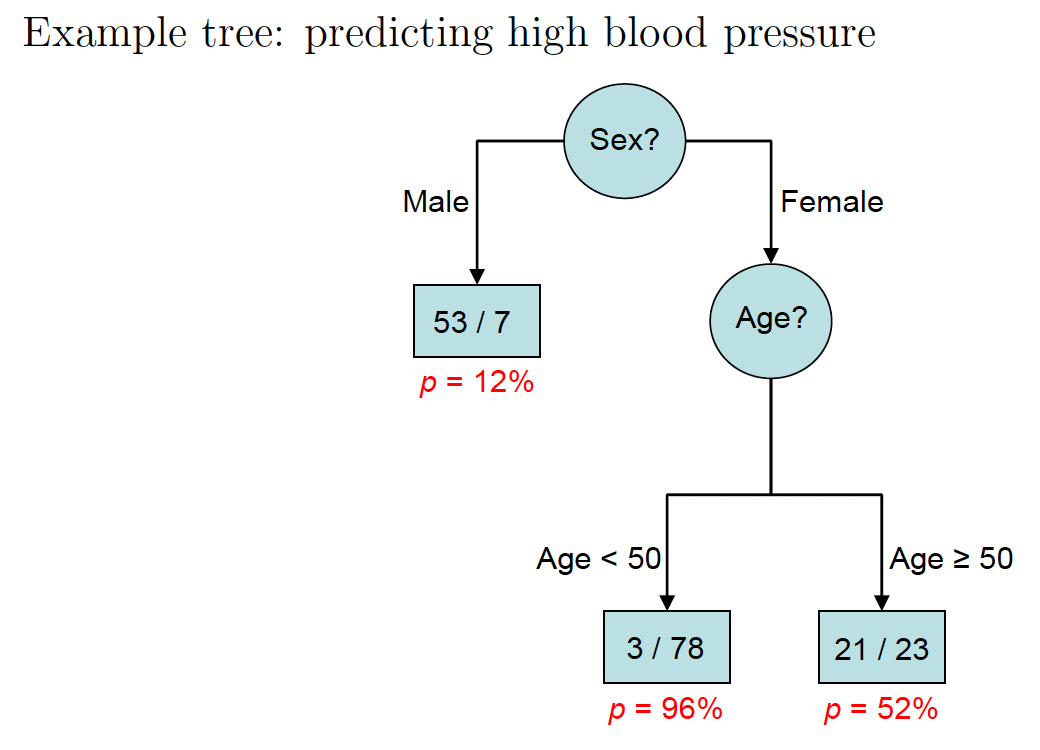 Example tree: predicting high blood pressure
Sex?
Male
Female
53 / 7
Age?
p = 12%
Age < 50
Age ≥ 50
3 / 78
21 / 23
p = 96%
p = 52%